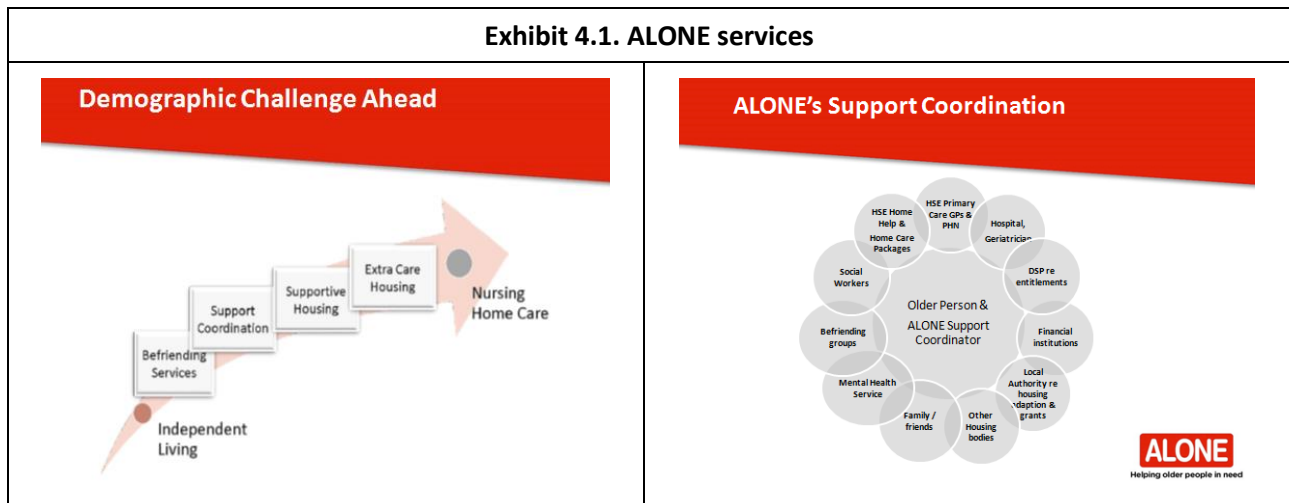 Exhibit 4.1. ALONE services
Demographic Challenge Ahead
Extra Care
Housing
Supportive
Housing
Support
Coordination
Befriending
Services
Nursing
Home Care
Independent
Living
ALONE's Support Coordination
HSE Primary
Care GPs &
PHN
Hospital,
Geriatrician
DSP re
entitlements
Financial
institutions
Local
Authority re
housing
adaption &
grants
Other
Housing
bodies
Family /
friends
Mental Health
Service
Befriending
groups
Social
Workers
HSE Home
Help &
Home Care
Packages
Older Person &
ALONE Support
Coordinator
ALONE
Helping older people in need